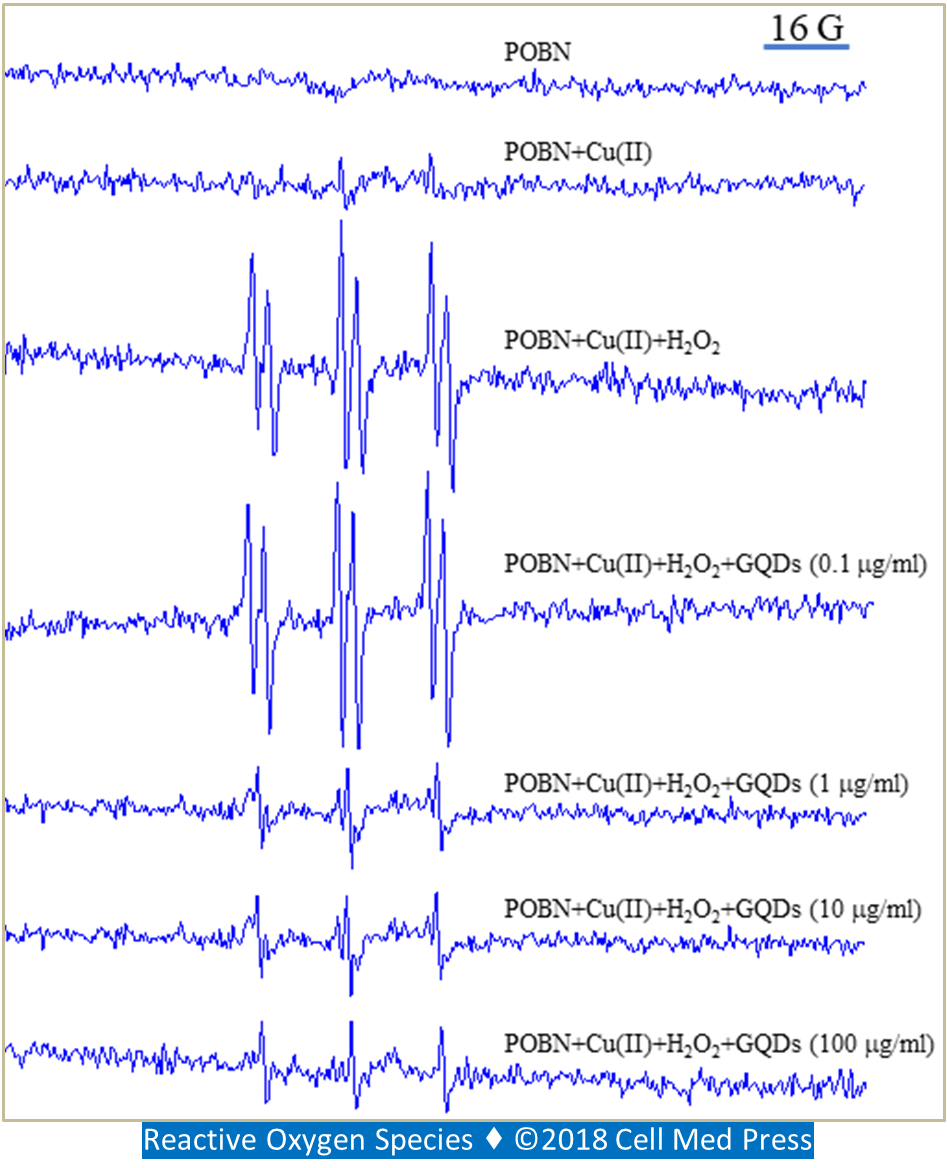 16 G
POBN
POBN+Cu(II)
POBN+Cu(II)+H₂O₂
POBN+Cu(II)+H₂O₂+GQDs (0.1 µg/ml)
POBN+Cu(II)+H₂O₂+GQDs (1 µg/ml)
POBN+Cu(II)+H₂O₂+GQDs (10 µg/ml)
POBN+Cu(II)+H₂O₂+GQDs (100 µg/ml)
Reactive Oxygen Species ♦ ©2018 Cell Med Press